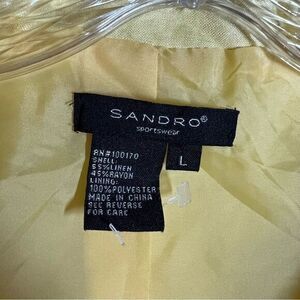 SANDRO®
sportswear
L
RN#100170
SHELL:
55%LINEN
45%RAYON
LINING:
100%POLYESTER
MADE IN CHINA
SEE REVERSE
FOR CARE